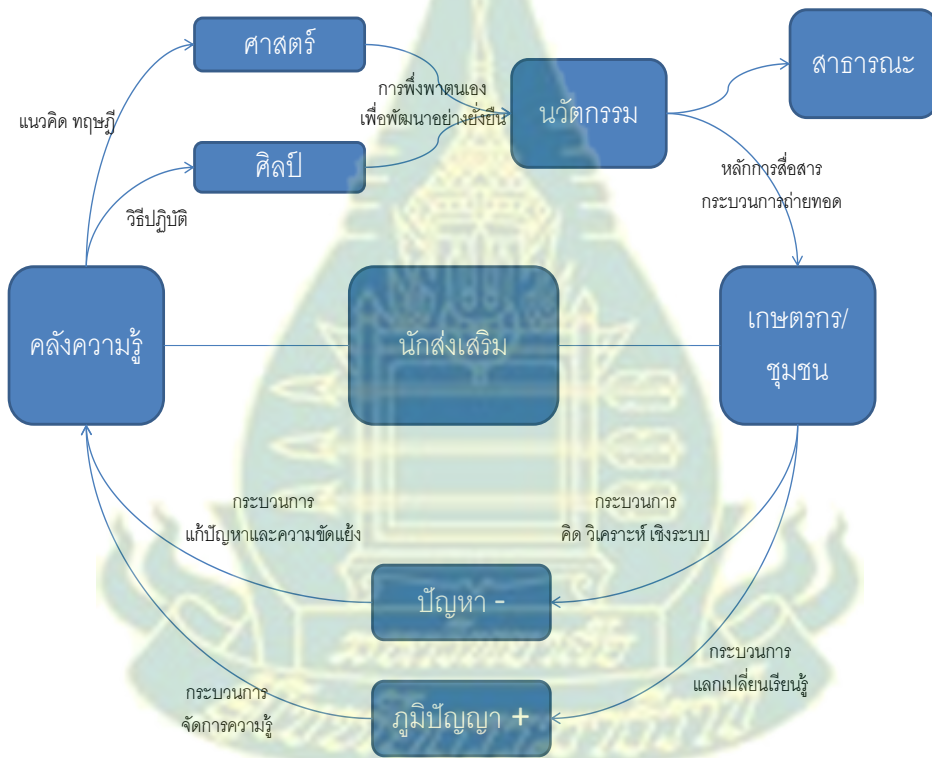 ศาสตร์
สาธารณะ
การพึ่งพาตนเอง
เพื่อพัฒนาอย่างยั่งยืน
นวัตกรรม
แนวคิด ทฤษฎี
ศิลป์
หลักการสื่อสาร
กระบวนการถ่ายทอด
วิธีปฏิบัติ
คลังความรู้
นักส่งเสริม
เกษตรกร/
ชุมชน
กระบวนการ
แก้ปัญหาและความขัดแย้ง
กระบวนการ
คิด วิเคราะห์ เชิงระบบ
ปัญหา -
กระบวนการ
แลกเปลี่ยนเรียนรู้
กระบวนการ
จัดการความรู้
ภูมิปัญญา +